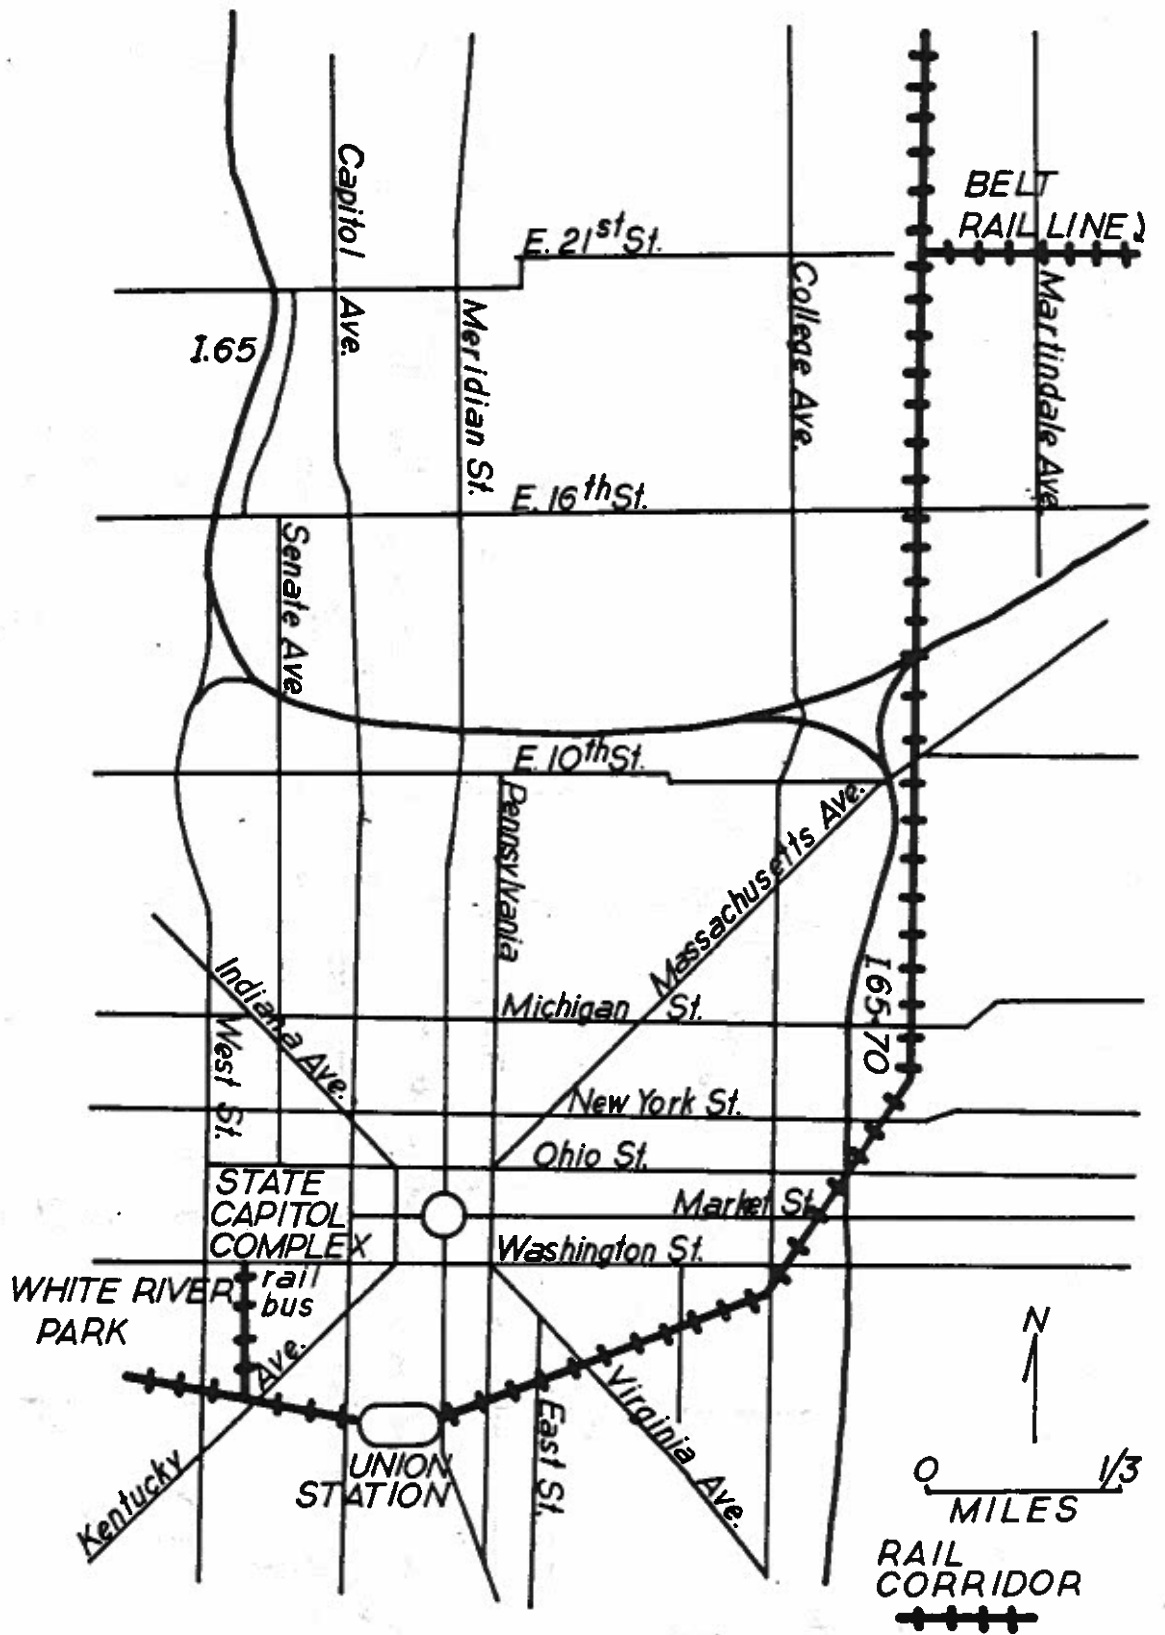 BELT
RAIL LINE
Capitol Ave.
E. 21st St.
I.65
Meridian St.
College Ave.
Martindale Ave
E. 16th St.
Senate Ave
E. 10th St.
Pennsylvania
Massachusetts Ave.
Indiana Ave.
Michigan St.
I 65-70
West St.
New York St.
Ohio St.
STATE
CAPITOL
COMPLEX
Market St.
Washington St.
WHITE RIVER
PARK
rail
bus
Kentucky Ave.
UNION
STATION
East St.
Virginia Ave.
N
0 1/3
MILES
RAIL
CORRIDOR